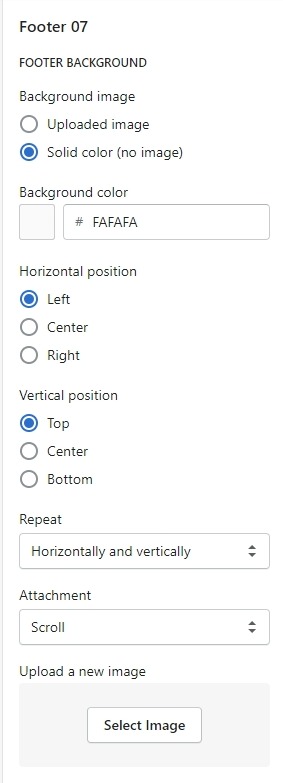 Footer 07
FOOTER BACKGROUND
Background image
Uploaded image
Solid color (no image)
Background color
# FAFAFA
Horizontal position
Left
Center
Right
Vertical position
Top
Center
Bottom
Repeat
Horizontally and vertically
Attachment
Scroll
Upload a new image
Select Image